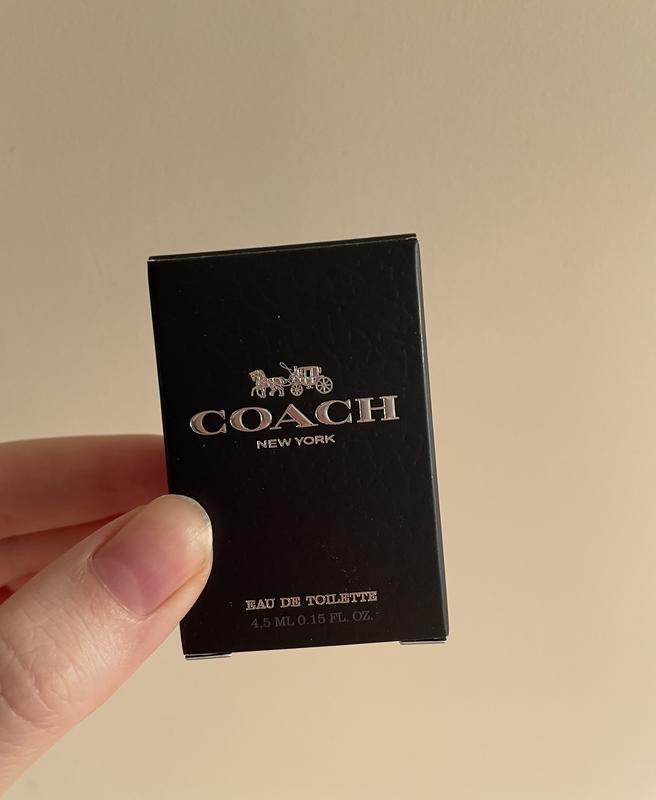 COACH
NEW YORK
EAU DE TOILETTE
4,5 ML 0.15 FL. OZ.